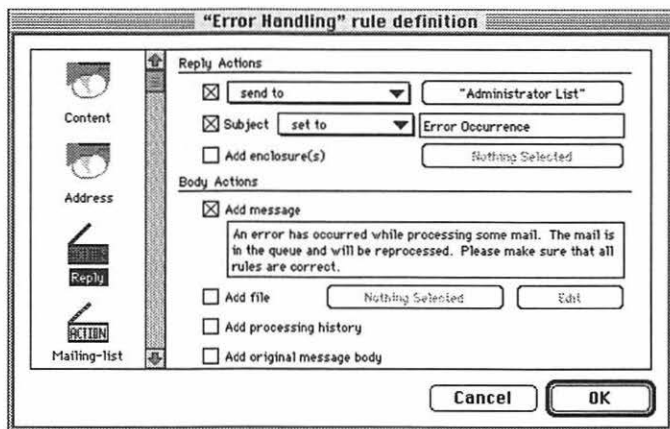 “Error Handling” rule definition
Content
Address
Reply
ACTION
Mailing-list
Reply Actions
send to
"Administrator List"
Subject set to Error Occurrence
Add enclosure(s) Nothing Selected
Body Actions
Add message
An error has occurred while processing some mail. The mail is
in the queue and will be reprocessed. Please make sure that all
rules are correct.
Add file Nothing Selected Edit
Add processing history
Add original message body
Cancel OK